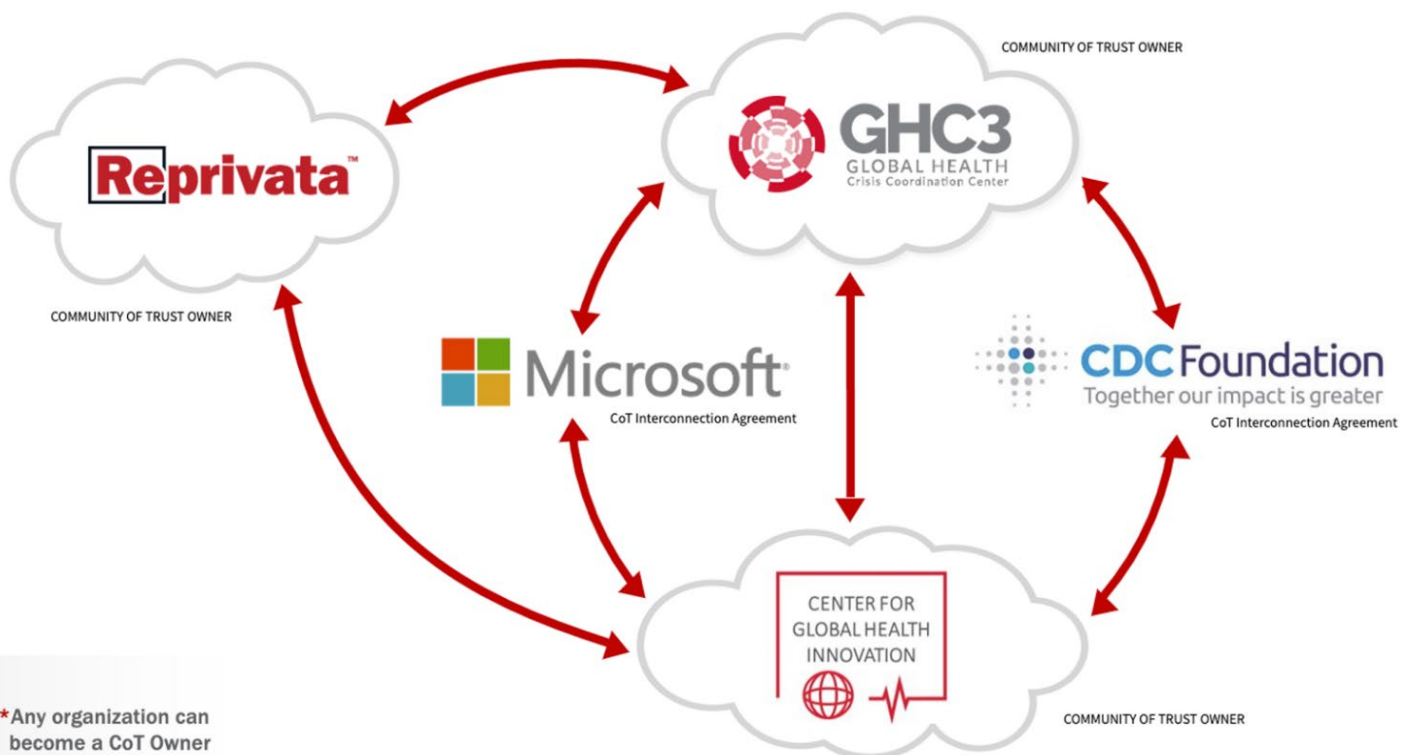 COMMUNITY OF TRUST OWNER
GHC3
GLOBAL HEALTH
Crisis Coordination Center
Reprivata™
COMMUNITY OF TRUST OWNER
Microsoft®
CoT Interconnection Agreement
CDC Foundation
Together our impact is greater
CoT Interconnection Agreement
CENTER FOR
GLOBAL HEALTH
INNOVATION
COMMUNITY OF TRUST OWNER
*Any organization can
become a CoT Owner